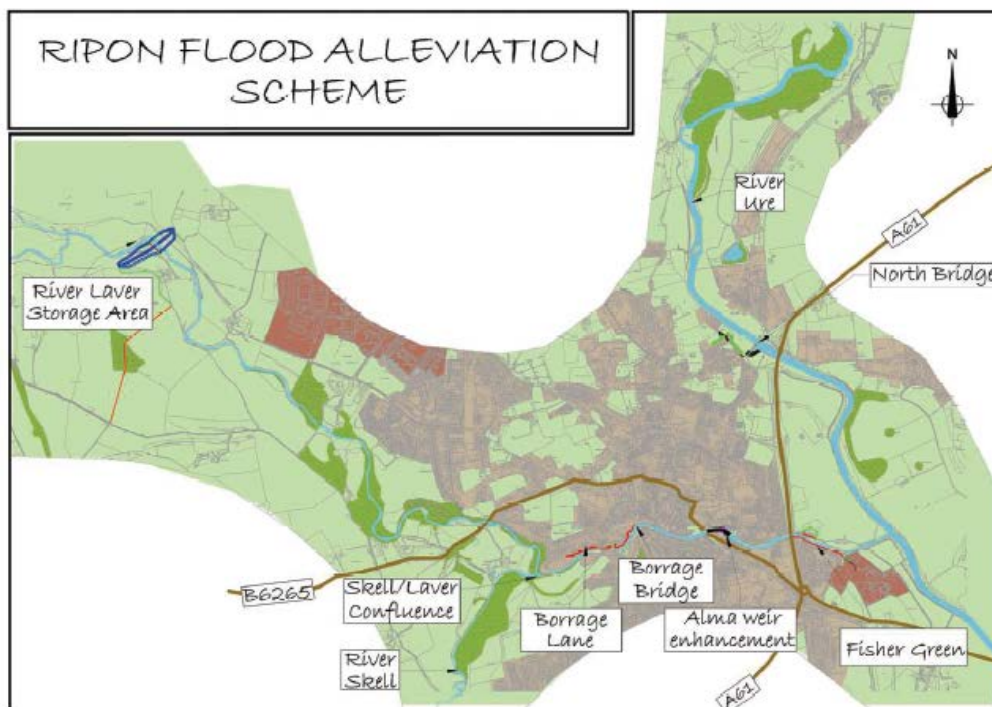 RIPON FLOOD ALLEVIATION
SCHEME
N
River
Ure
A61
North Bridge
River Laver
Storage Area
B6265
Skell/Laver
Confluence
Borrage
Lane
Borrage
Bridge
Alma weir
enhancement
Fisher Green
River
Skell
A61